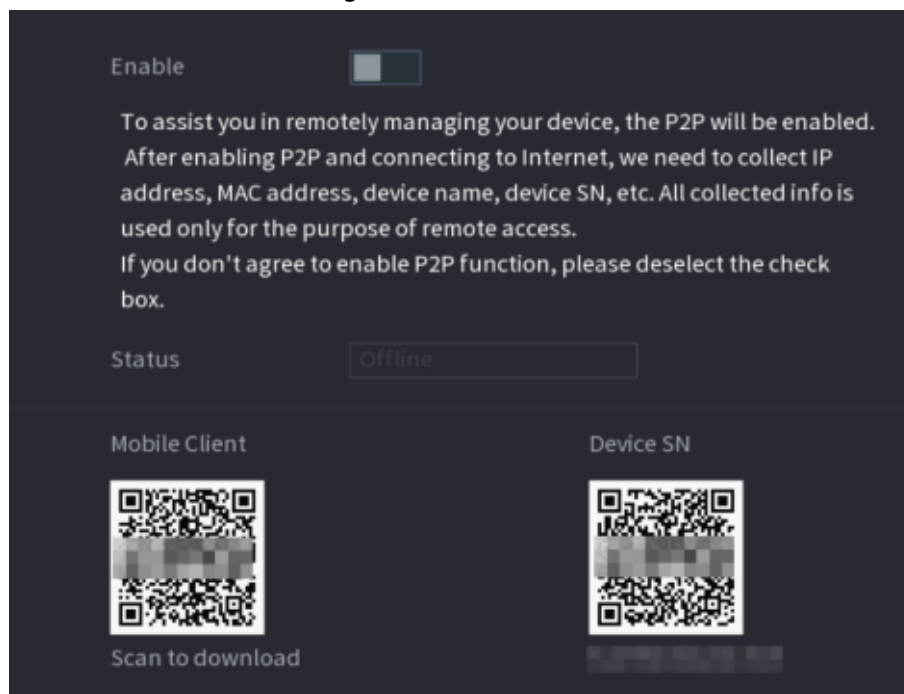 Enable
To assist you in remotely managing your device, the P2P will be enabled.
After enabling P2P and connecting to Internet, we need to collect IP
address, MAC address, device name, device SN, etc. All collected info is
used only for the purpose of remote access.
If you don't agree to enable P2P function, please deselect the check
box.
Status
Offline
Mobile Client
Device SN
Scan to download